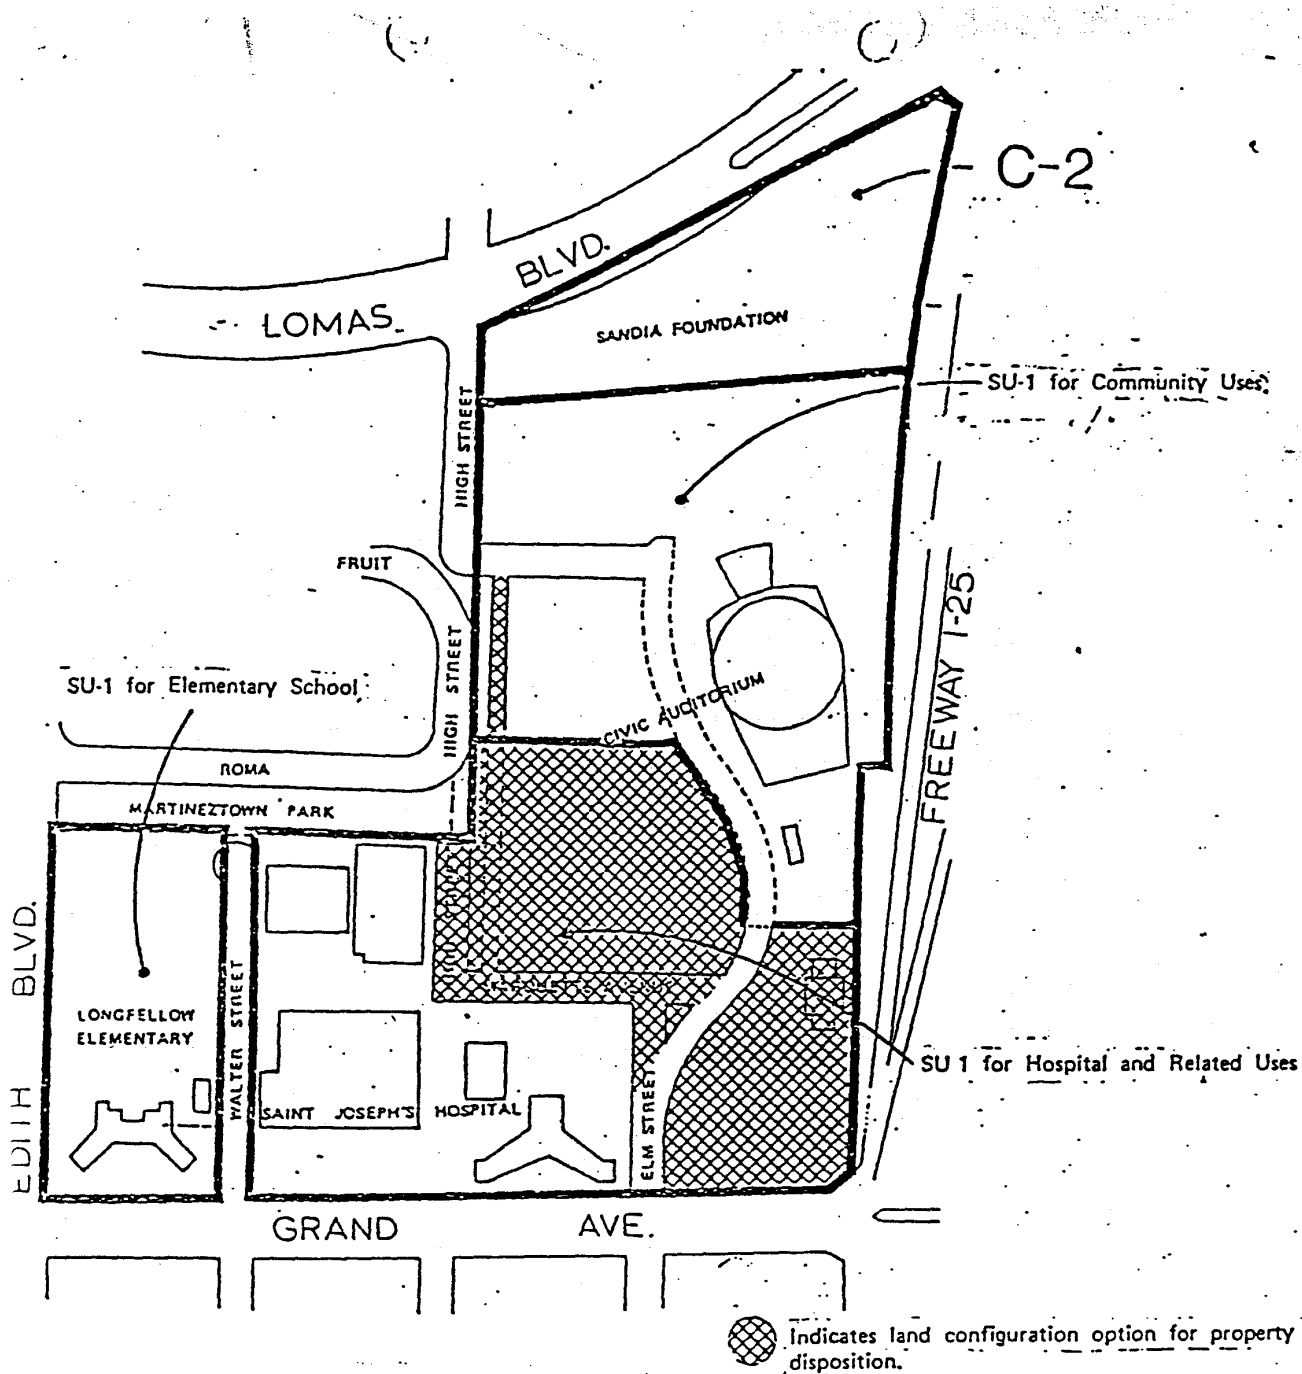 C-2
BLVD.
LOMAS
SANDIA FOUNDATION
SU-1 for Community Uses
HIGH STREET
FRUIT
FREEWAY I-25
HIGH STREET
SU-1 for Elementary School
CIVIC AUDITORIUM
ROMA
MARTINEZTOWN PARK
EDITH BLVD.
WALTER STREET
LONGFELLOW
ELEMENTARY
SU 1 for Hospital and Related Uses
SAINT JOSEPH'S HOSPITAL
ELM STREET
GRAND AVE.
Indicates land configuration option for property
disposition.